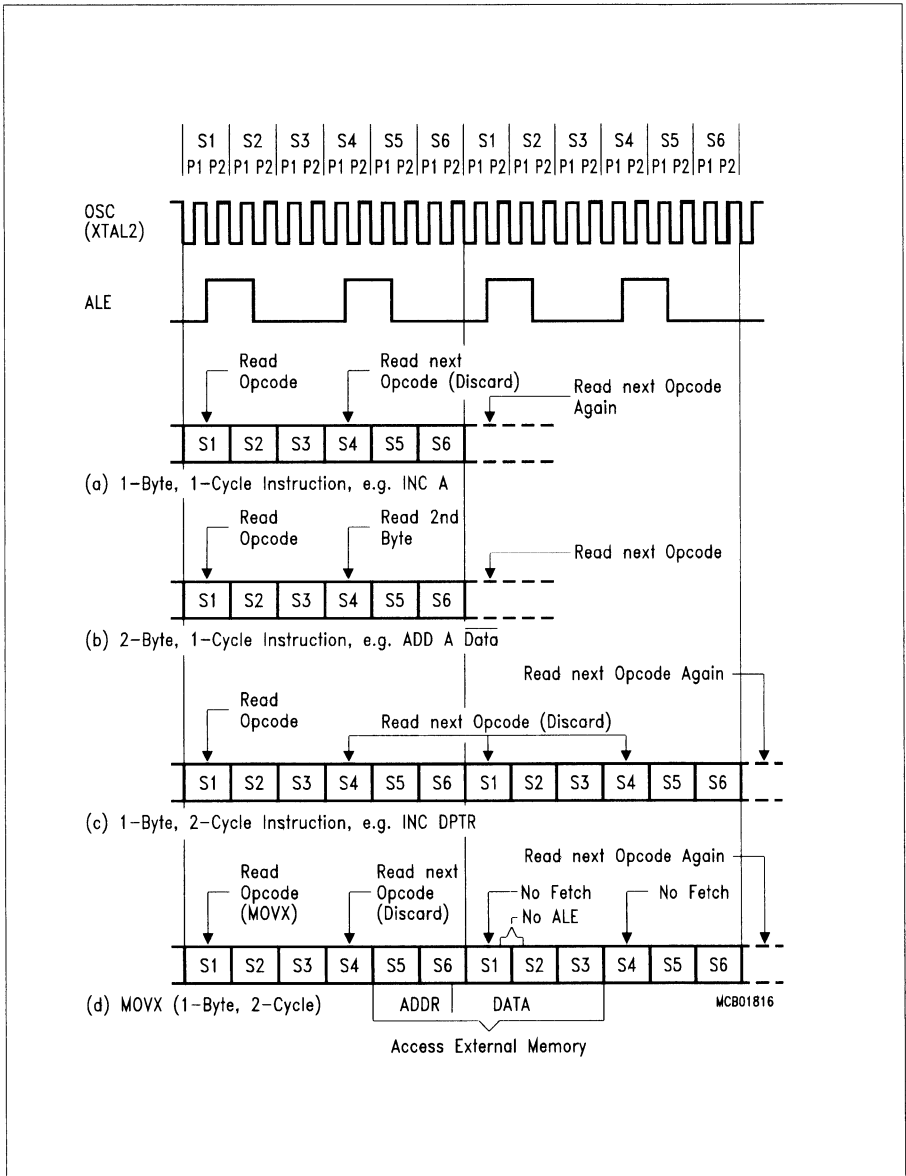 S1 S2 S3 S4 S5 S6 S1 S2 S3 S4 S5 S6
P1 P2 P1 P2 P1 P2 P1 P2 P1 P2 P1 P2 P1 P2 P1 P2 P1 P2 P1 P2 P1 P2 P1 P2
OSC
(XTAL2)
ALE
Read
Opcode
Read next
Opcode (Discard)
Read next Opcode
Again
S1 S2 S3 S4 S5 S6
(a) 1-Byte, 1-Cycle Instruction, e.g. INC A
Read
Opcode
Read 2nd
Byte
Read next Opcode
S1 S2 S3 S4 S5 S6
(b) 2-Byte, 1-Cycle Instruction, e.g. ADD A Data
Read next Opcode Again
Read
Opcode
Read next Opcode (Discard)
S1 S2 S3 S4 S5 S6 S1 S2 S3 S4 S5 S6
(c) 1-Byte, 2-Cycle Instruction, e.g. INC DPTR
Read next Opcode Again
Read
Opcode
(MOVX)
Read next
Opcode
(Discard)
No Fetch
No ALE
No Fetch
S1 S2 S3 S4 S5 S6 S1 S2 S3 S4 S5 S6
(d) MOVX (1-Byte, 2-Cycle)
ADDR DATA
MCB01816
Access External Memory